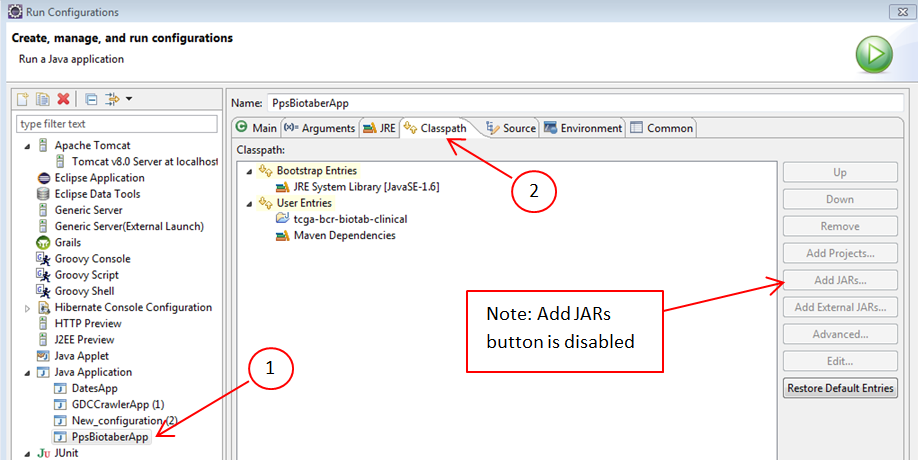 Run Configurations
Create, manage, and run configurations
Run a Java application
type filter text
Apache Tomcat
Tomcat v8.0 Server at localhost
Eclipse Application
Eclipse Data Tools
Generic Server
Generic Server(External Launch)
Grails
Groovy Console
Groovy Script
Groovy Shell
Hibernate Console Configuration
HTTP Preview
J2EE Preview
Java Applet
Java Application
DatesApp
GDCCrawlerApp (1)
New_configuration (2)
PpsBiotaberApp
JUnit
1
Name: PpsBiotaberApp
Main (x)= Arguments JRE Classpath Source Environment Common
Classpath:
Bootstrap Entries
JRE System Library [JavaSE-1.6]
User Entries
tcga-bcr-biotab-clinical
Maven Dependencies
2
Note: Add JARs
button is disabled
Up
Down
Remove
Add Projects...
Add JARs...
Add External JARs...
Advanced...
Edit...
Restore Default Entries